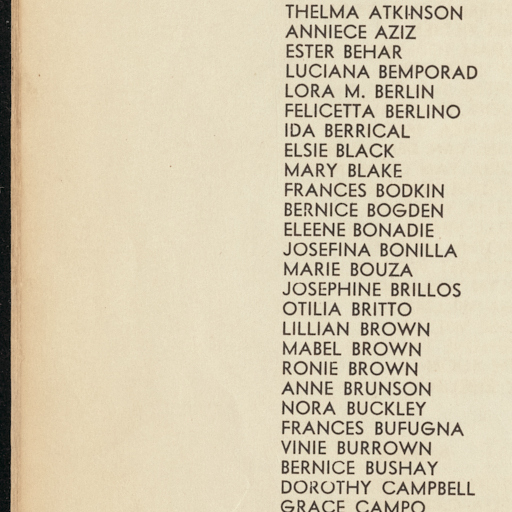 THELMA ATKINSON
ANNIECE AZIZ
ESTER BEHAR
LUCIANA BEMPORAD
LORA M. BERLIN
FELICETTA BERLINO
IDA BERRICAL
ELSIE BLACK
MARY BLAKE
FRANCES BODKIN
BERNICE BOGDEN
ELEENE BONADIE
JOSEFINA BONILLA
MARIE BOUZA
JOSEPHINE BRILLOS
OTILIA BRITTO
LILLIAN BROWN
MABEL BROWN
RONIE BROWN
ANNE BRUNSON
NORA BUCKLEY
FRANCES BUFUGNA
VINIE BURROWN
BERNICE BUSHAY
DOROTHY CAMPBELL
GRACE CAMPO